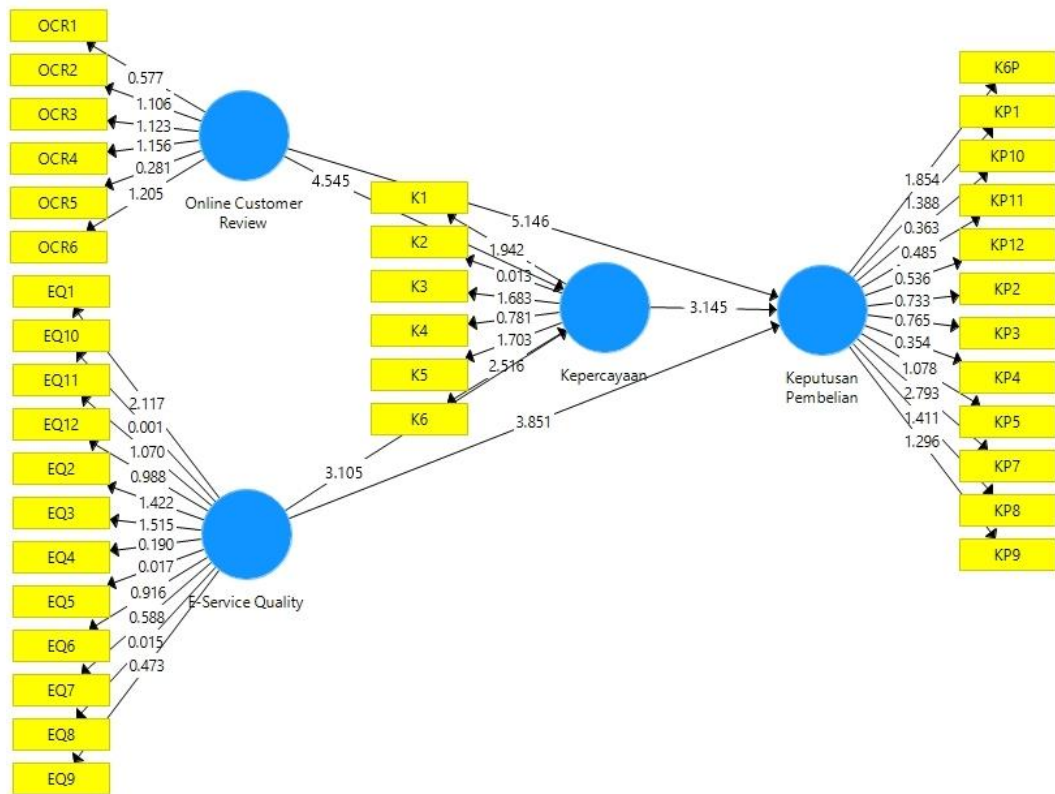 OCR1
OCR2
OCR3
OCR4
OCR5
OCR6
0.577
1.106
1.123
1.156
0.281
1.205
Online Customer
Review
EQ1
EQ10
EQ11
EQ12
EQ2
EQ3
EQ4
EQ5
EQ6
EQ7
EQ8
EQ9
2.117
0.001
1.070
0.988
1.422
1.515
0.190
0.017
0.916
0.588
0.015
0.473
E-Service Quality
4.545
5.146
3.105
3.851
K1
K2
K3
K4
K5
K6
1.942
0.013
1.683
0.781
1.703
2.516
Kepercayaan
3.145
Keputusan
Pembelian
1.854
1.388
0.363
0.485
0.536
0.733
0.765
0.354
1.078
2.793
1.411
1.296
K6P
KP1
KP10
KP11
KP12
KP2
KP3
KP4
KP5
KP7
KP8
KP9